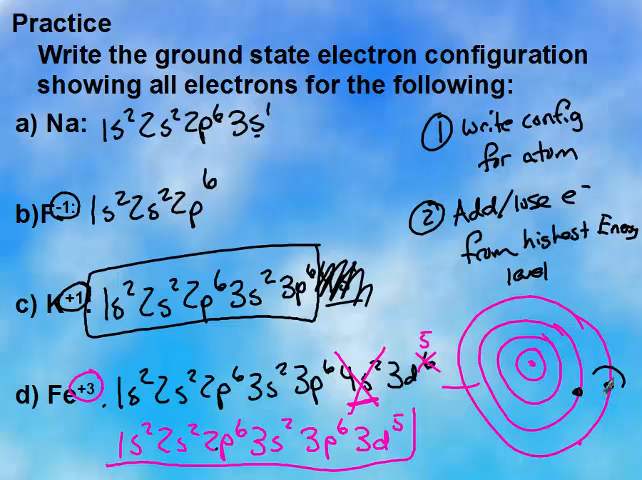 Practice
Write the ground state electron configuration
showing all electrons for the following:
a) Na: 1s²2s²2p⁶3s¹
b)F⁻¹: 1s²2s²2p⁶
c) K⁺¹: 1s²2s²2p⁶3s²3p⁶
d) Fe⁺³ 1s²2s²2p⁶3s²3p⁶4s²3d⁶ 5
1s²2s²2p⁶3s²3p⁶3d⁵
① Write config
for atom
② Add/lose e⁻
from highest Energy
level